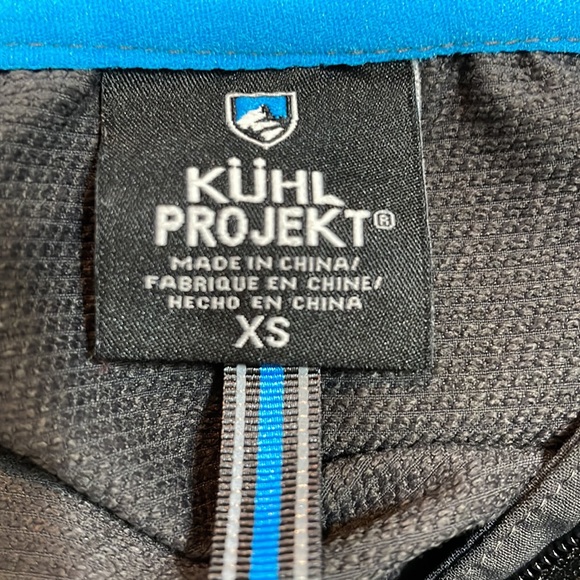 KÜHL
PROJEKT®
MADE IN CHINA/
FABRIQUE EN CHINE/
HECHO EN CHINA
XS